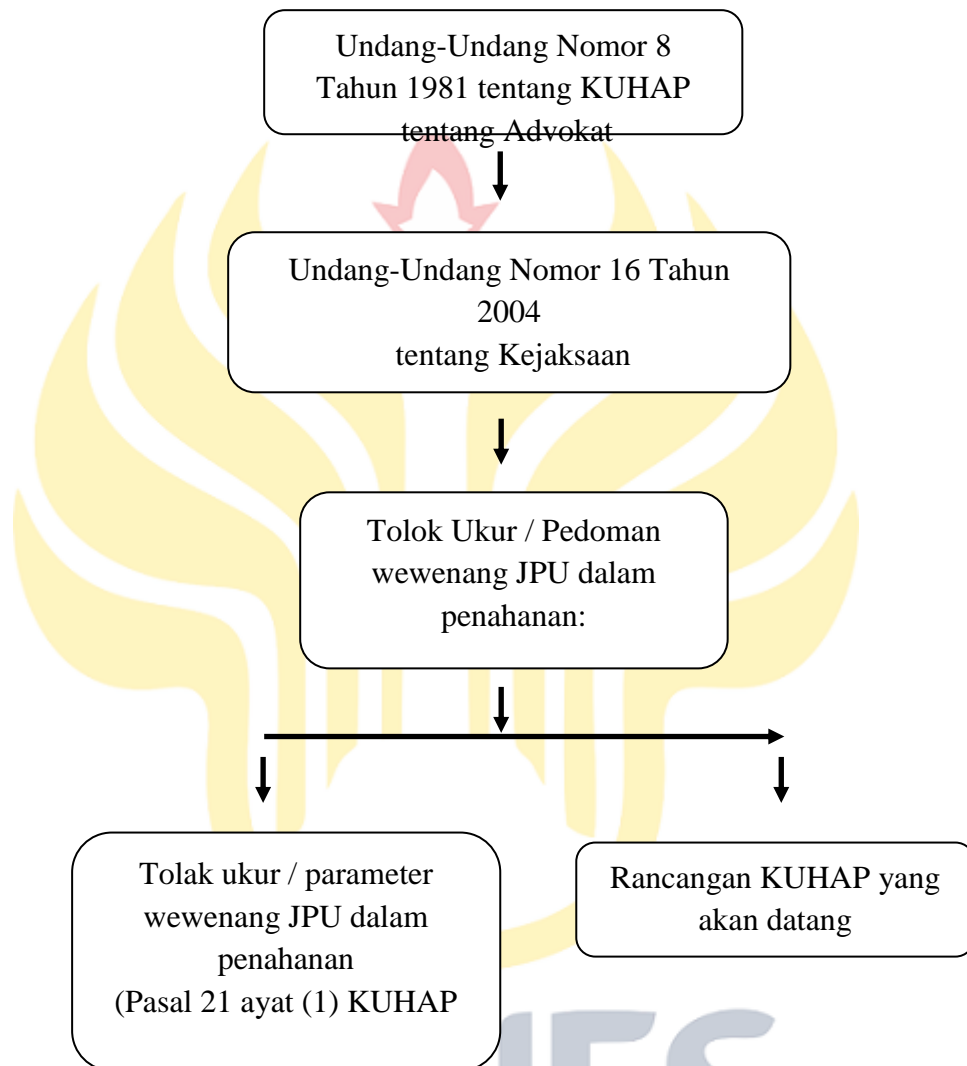 Undang-Undang Nomor 8
Tahun 1981 tentang KUHAP
tentang Advokat
Undang-Undang Nomor 16 Tahun
2004
tentang Kejaksaan
Tolok Ukur / Pedoman
wewenang JPU dalam
penahanan:
Tolak ukur / parameter
wewenang JPU dalam
penahanan
(Pasal 21 ayat (1) KUHAP
Rancangan KUHAP yang
akan datang